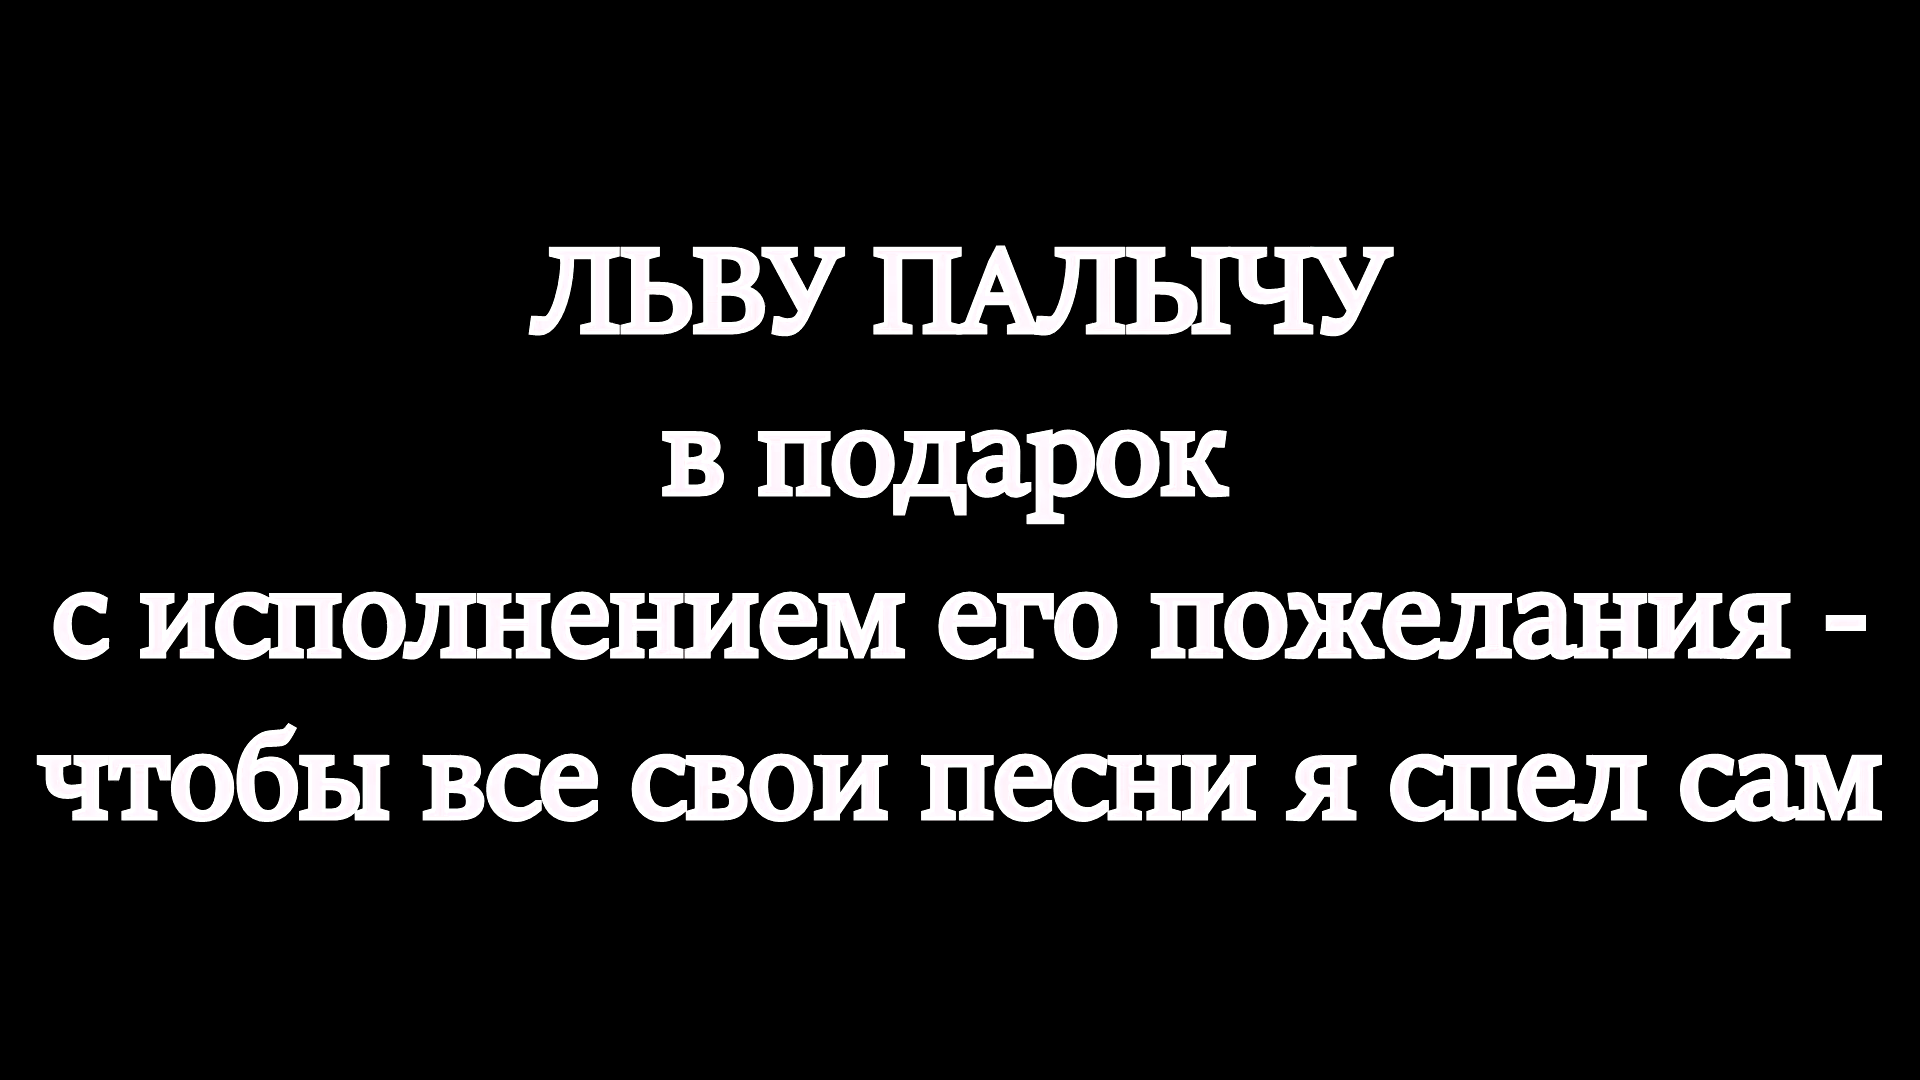 ЛЬВУ ПАЛЫЧУ
в подарок
с исполнением его пожелания -
чтобы все свои песни я спел сам